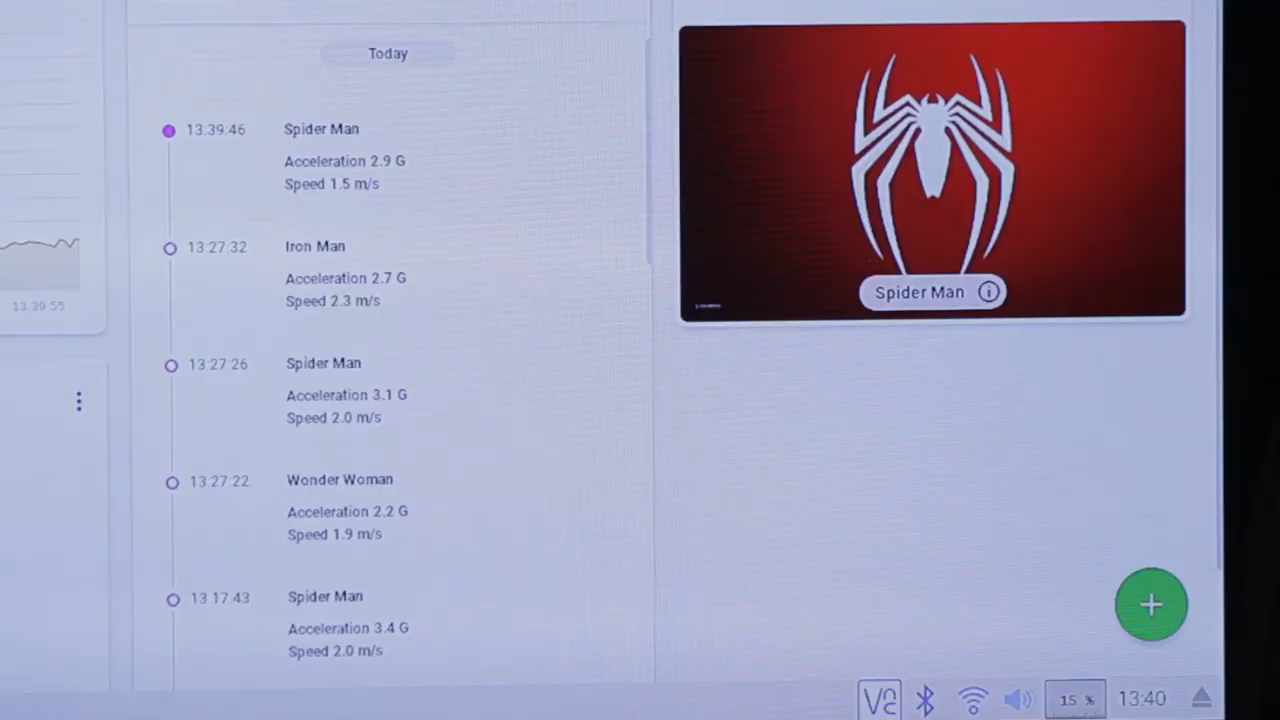 Today
13:39:46 Spider Man
Acceleration 2.9 G
Speed 1.5 m/s
13:27:32 Iron Man
Acceleration 2.7 G
Speed 2.3 m/s
13:39:55
13:27:26 Spider Man
Acceleration 3.1 G
Speed 2.0 m/s
13:27:22 Wonder Woman
Acceleration 2.2 G
Speed 1.9 m/s
13:17:43 Spider Man
Acceleration 3.4 G
Speed 2.0 m/s
Spider Man
15 %
13:40